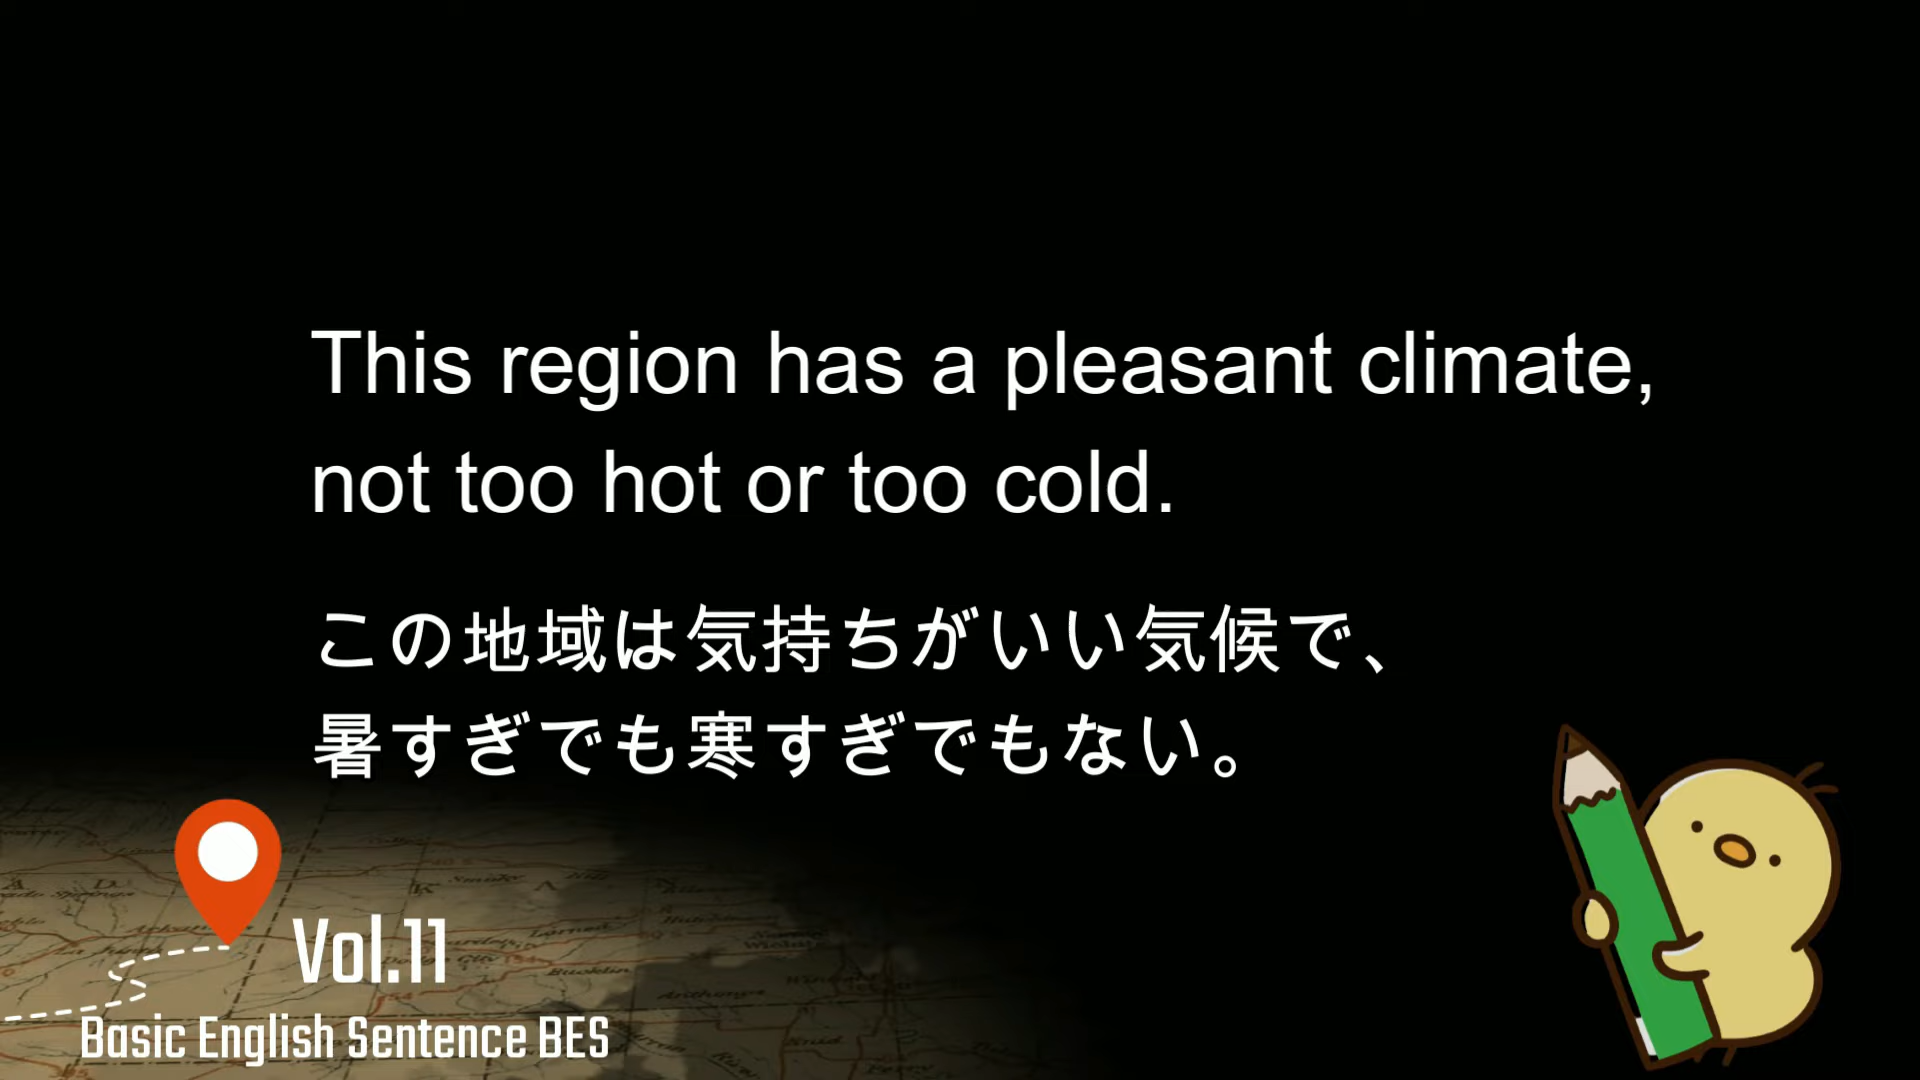 This region has a pleasant climate,
not too hot or too cold.
この地域は気持ちがいい気候で、
暑すぎでも寒すぎでもない。
Vol.11
Basic English Sentence BES